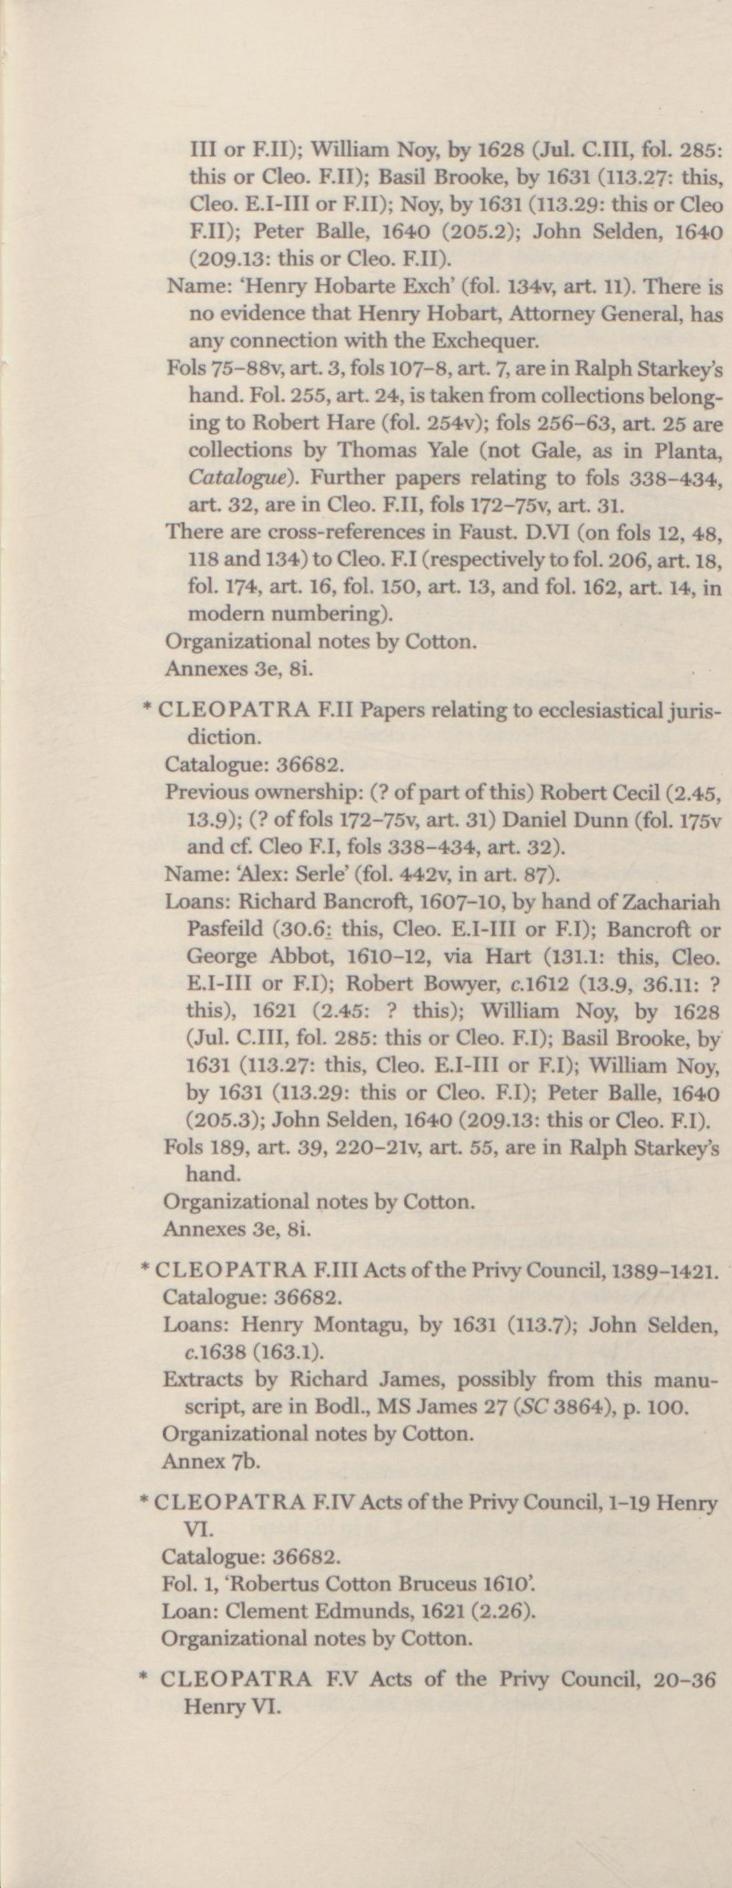 III or F.II); William Noy, by 1628 (Jul. C.III, fol. 285:
this or Cleo. F.II); Basil Brooke, by 1631 (113.27: this,
Cleo. E.I-III or F.II); Noy, by 1631 (113.29: this or Cleo
F.II); Peter Balle, 1640 (205.2); John Selden, 1640
(209.13: this or Cleo. F.II).
Name: ‘Henry Hobarte Exch’ (fol. 134v, art. 11). There is
no evidence that Henry Hobart, Attorney General, has
any connection with the Exchequer.
Fols 75–88v, art. 3, fols 107–8, art. 7, are in Ralph Starkey’s
hand. Fol. 255, art. 24, is taken from collections belong-
ing to Robert Hare (fol. 254v); fols 256–63, art. 25 are
collections by Thomas Yale (not Gale, as in Planta,
Catalogue). Further papers relating to fols 338–434,
art. 32, are in Cleo. F.II, fols 172–75v, art. 31.
There are cross-references in Faust. D.VI (on fols 12, 48,
118 and 134) to Cleo. F.I (respectively to fol. 206, art. 18,
fol. 174, art. 16, fol. 150, art. 13, and fol. 162, art. 14, in
modern numbering).
Organizational notes by Cotton.
Annexes 3e, 8i.
* CLEOPATRA F.II Papers relating to ecclesiastical juris-
diction.
Catalogue: 36682.
Previous ownership: (? of part of this) Robert Cecil (2.45,
13.9); (? of fols 172–75v, art. 31) Daniel Dunn (fol. 175v
and cf. Cleo F.I, fols 338–434, art. 32).
Name: ‘Alex: Serle’ (fol. 442v, in art. 87).
Loans: Richard Bancroft, 1607–10, by hand of Zachariah
Pasfeild (30.6: this, Cleo. E.I-III or F.I); Bancroft or
George Abbot, 1610–12, via Hart (131.1: this, Cleo.
E.I-III or F.I); Robert Bowyer, c.1612 (13.9, 36.11: ?
this), 1621 (2.45: ? this); William Noy, by 1628
(Jul. C.III, fol. 285: this or Cleo. F.I); Basil Brooke, by
1631 (113.27: this, Cleo. E.I-III or F.I); William Noy,
by 1631 (113.29: this or Cleo. F.I); Peter Balle, 1640
(205.3); John Selden, 1640 (209.13: this or Cleo. F.I).
Fols 189, art. 39, 220–21v, art. 55, are in Ralph Starkey’s
hand.
Organizational notes by Cotton.
Annexes 3e, 8i.
* CLEOPATRA F.III Acts of the Privy Council, 1389–1421.
Catalogue: 36682.
Loans: Henry Montagu, by 1631 (113.7); John Selden,
c.1638 (163.1).
Extracts by Richard James, possibly from this manu-
script, are in Bodl., MS James 27 (SC 3864), p. 100.
Organizational notes by Cotton.
Annex 7b.
* CLEOPATRA F.IV Acts of the Privy Council, 1–19 Henry
VI.
Catalogue: 36682.
Fol. 1, ‘Robertus Cotton Bruceus 1610’.
Loan: Clement Edmunds, 1621 (2.26).
Organizational notes by Cotton.
* CLEOPATRA F.V Acts of the Privy Council, 20–36
Henry VI.